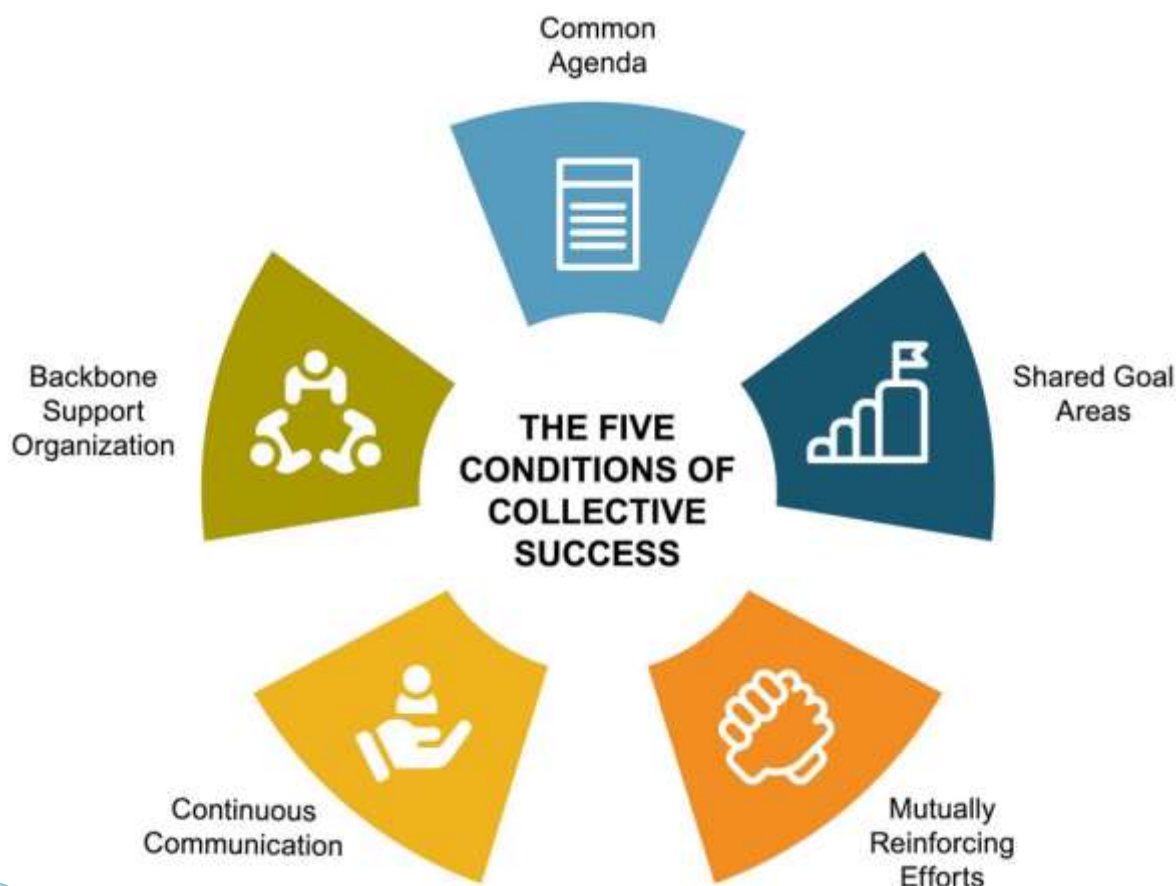 Common
Agenda
Shared Goal
Areas
Mutually
Reinforcing
Efforts
Continuous
Communication
Backbone
Support
Organization
THE FIVE
CONDITIONS OF
COLLECTIVE
SUCCESS